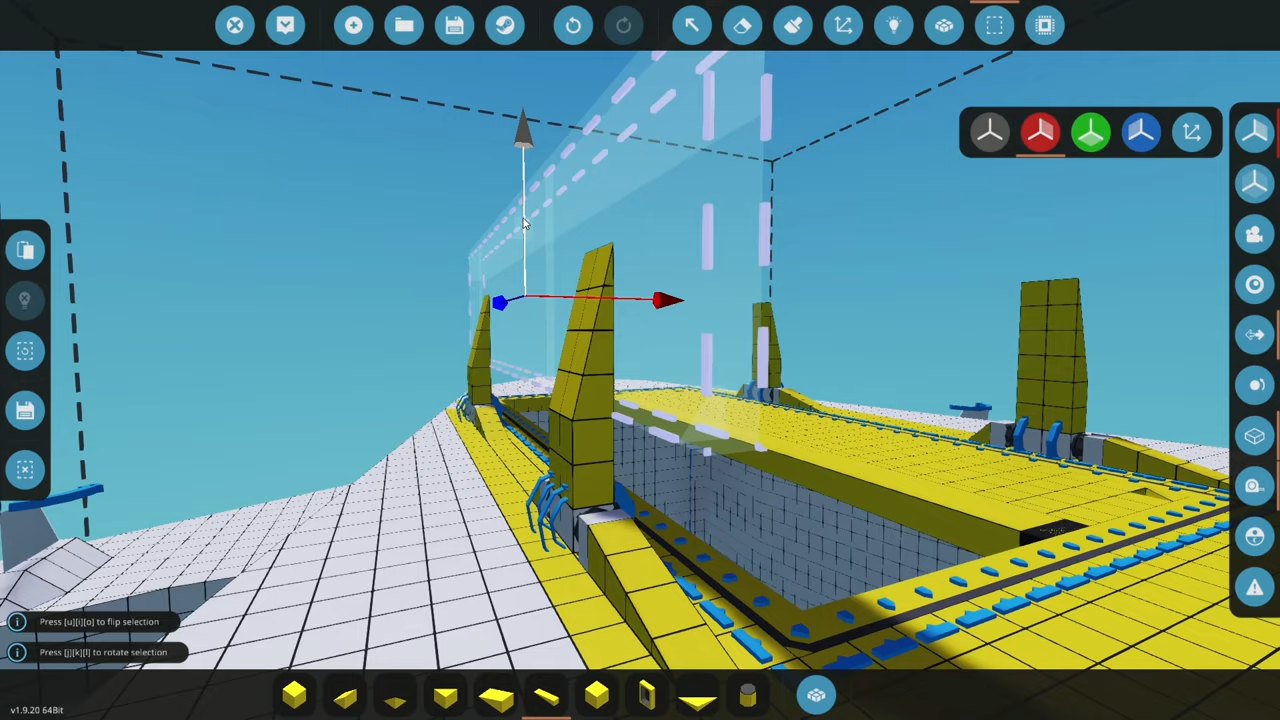 Press [u][i][o] to flip selection
Press [j][k][l] to rotate selection
v1.9.20 64Bit